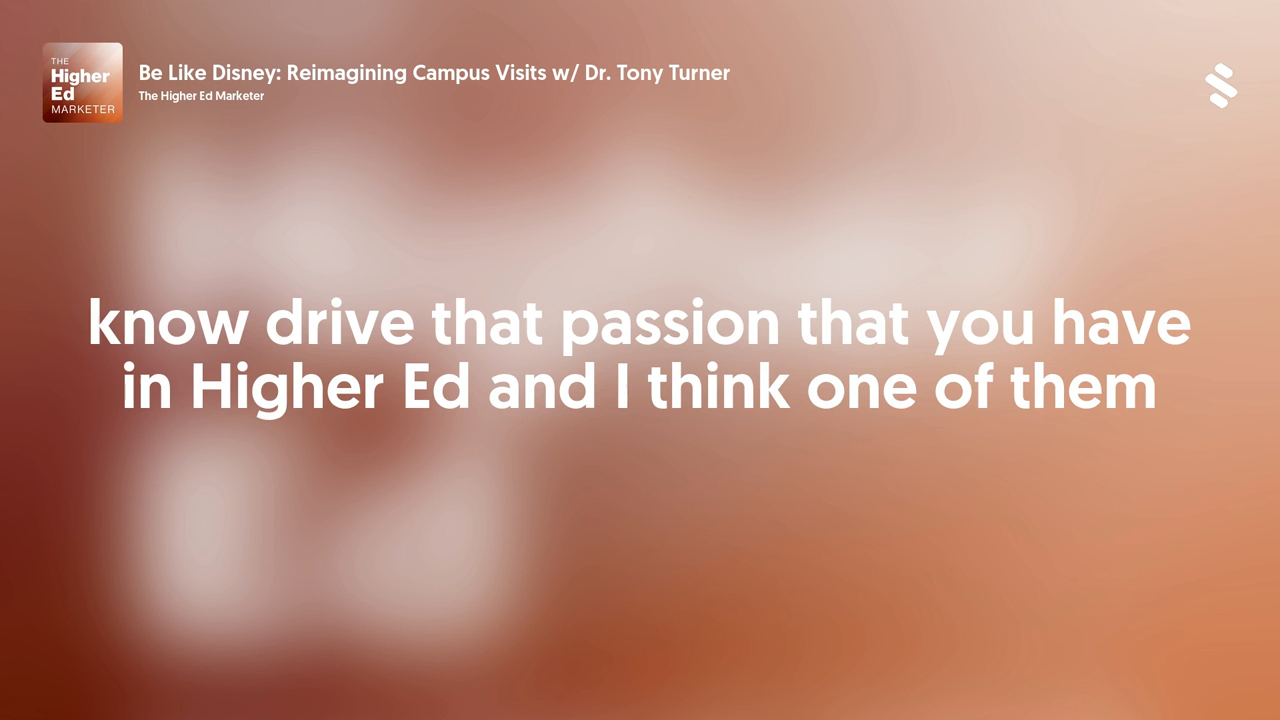 THE
Higher
Ed
MARKETER
Be Like Disney: Reimagining Campus Visits w/ Dr. Tony Turner
The Higher Ed Marketer
know drive that passion that you have
in Higher Ed and I think one of them